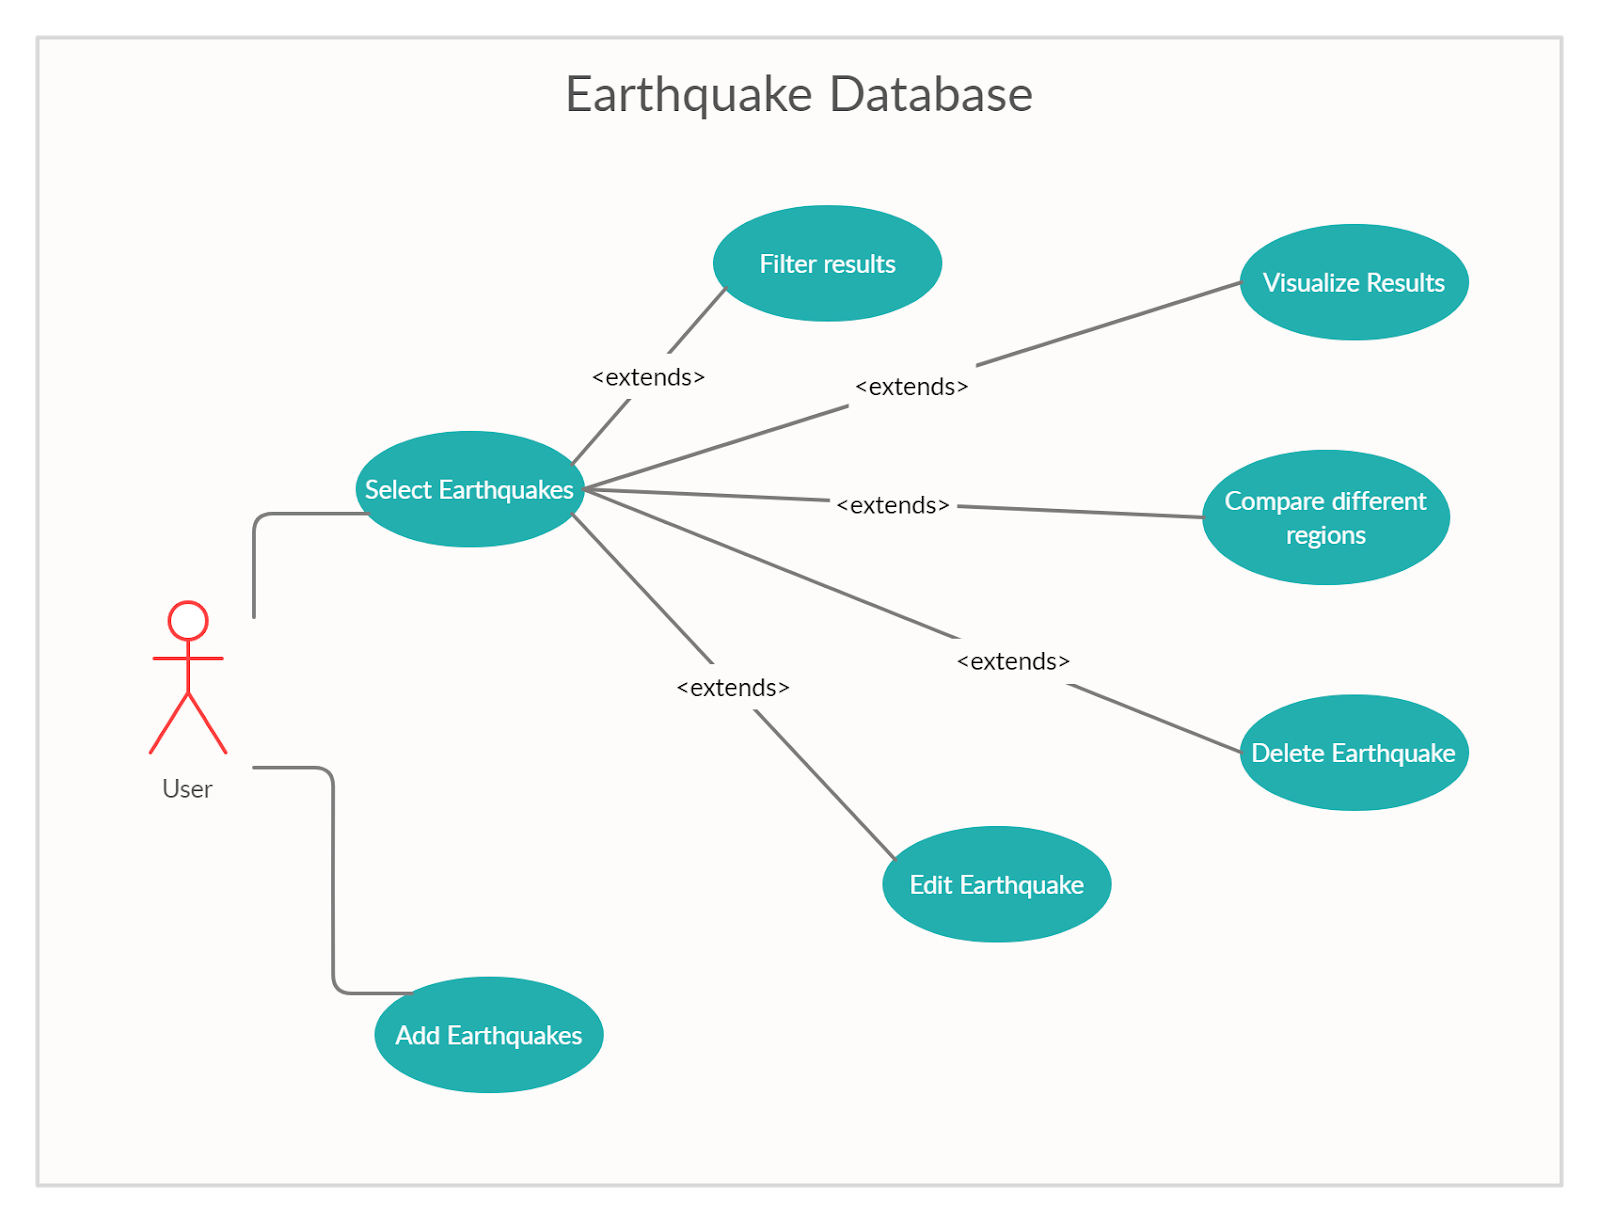 Earthquake Database
Filter results
Visualize Results
<extends>
<extends>
Select Earthquakes
<extends>
Compare different
regions
<extends>
<extends>
Delete Earthquake
User
Edit Earthquake
Add Earthquakes